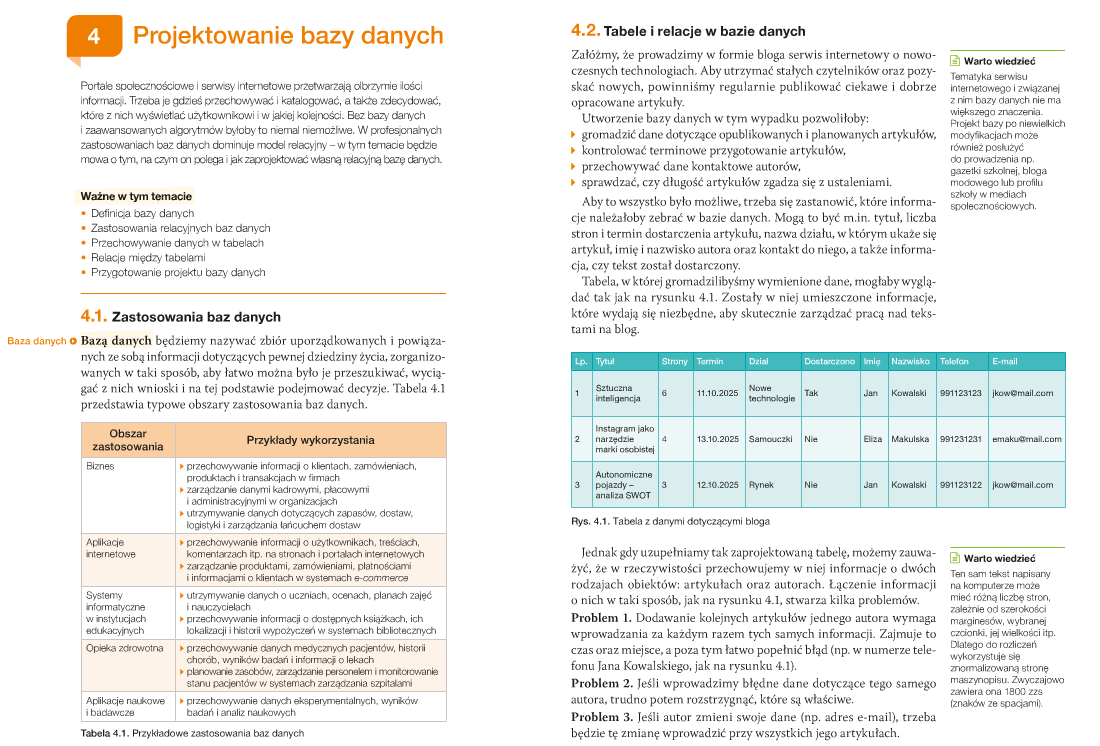 4
Projektowanie bazy danych
Portale społecznościowe i serwisy internetowe przetwarzają olbrzymie ilości
informacji. Trzeba je gdzieś przechowywać i katalogować, a także zdecydować,
które z nich wyświetlać użytkownikowi i w jakiej kolejności. Bez bazy danych
i zaawansowanych algorytmów byłoby to niemal niemożliwe. W profesjonalnych
zastosowaniach baz danych dominuje model relacyjny – w tym temacie będzie
mowa o tym, na czym on polega i jak zaprojektować własną relacyjną bazę danych.
Ważne w tym temacie
• Definicja bazy danych
• Zastosowania relacyjnych baz danych
• Przechowywanie danych w tabelach
• Relacje między tabelami
• Przygotowanie projektu bazy danych
4.1. Zastosowania baz danych
Baza danych
Bazą danych będziemy nazywać zbiór uporządkowanych i powiąza-
nych ze sobą informacji dotyczących pewnej dziedziny życia, zorganizo-
wanych w taki sposób, aby łatwo można było je przeszukiwać, wycią-
gać z nich wnioski i na tej podstawie podejmować decyzje. Tabela 4.1
przedstawia typowe obszary zastosowania baz danych.
Obszar
zastosowania
Przykłady wykorzystania
Biznes
przechowywanie informacji o klientach, zamówieniach,
produktach i transakcjach w firmach
zarządzanie danymi kadrowymi, płacowymi
i administracyjnymi w organizacjach
utrzymywanie danych dotyczących zapasów, dostaw,
logistyki i zarządzania łańcuchem dostaw
Aplikacje
internetowe
przechowywanie informacji o użytkownikach, treściach,
komentarzach itp. na stronach i portalach internetowych
zarządzanie produktami, zamówieniami, płatnościami
i informacjami o klientach w systemach e-commerce
Systemy
informatyczne
w instytucjach
edukacyjnych
utrzymywanie danych o uczniach, ocenach, planach zajęć
i nauczycielach
przechowywanie informacji o dostępnych książkach, ich
lokalizacji i historii wypożyczeń w systemach bibliotecznych
Opieka zdrowotna
przechowywanie danych medycznych pacjentów, historii
chorób, wyników badań i informacji o lekach
planowanie zasobów, zarządzanie personelem i monitorowanie
stanu pacjentów w systemach zarządzania szpitalami
Aplikacje naukowe
i badawcze
przechowywanie danych eksperymentalnych, wyników
badań i analiz naukowych
Tabela 4.1. Przykładowe zastosowania baz danych
4.2. Tabele i relacje w bazie danych
Załóżmy, że prowadzimy w formie bloga serwis internetowy o nowo-
czesnych technologiach. Aby utrzymać stałych czytelników oraz pozy-
skać nowych, powinniśmy regularnie publikować ciekawe i dobrze
opracowane artykuły.
Utworzenie bazy danych w tym wypadku pozwoliłoby:
gromadzić dane dotyczące opublikowanych i planowanych artykułów,
kontrolować terminowe przygotowanie artykułów,
przechowywać dane kontaktowe autorów,
sprawdzać, czy długość artykułów zgadza się z ustaleniami.
Aby to wszystko było możliwe, trzeba się zastanowić, które informa-
cje należałoby zebrać w bazie danych. Mogą to być m.in. tytuł, liczba
stron i termin dostarczenia artykułu, nazwa działu, w którym ukaże się
artykuł, imię i nazwisko autora oraz kontakt do niego, a także informa-
cja, czy tekst został dostarczony.
Tabela, w której gromadzilibyśmy wymienione dane, mogłaby wyglą-
dać tak jak na rysunku 4.1. Zostały w niej umieszczone informacje,
które wydają się niezbędne, aby skutecznie zarządzać pracą nad teks-
tami na blog.
Warto wiedzieć
Tematyka serwisu
internetowego i związanej
z nim bazy danych nie ma
większego znaczenia.
Projekt bazy po niewielkich
modyfikacjach może
również posłużyć
do prowadzenia np.
gazetki szkolnej, bloga
modowego lub profilu
szkoły w mediach
społecznościowych.
Lp. Tytuł Strony Termin Dział Dostarczono Imię Nazwisko Telefon E-mail
1 Sztuczna inteligencja 6 11.10.2025 Nowe technologie Tak Jan Kowalski 991123123 jkow@mail.com
2 Instagram jako narzędzie marki osobistej 4 13.10.2025 Samouczki Nie Eliza Makulska 991231231 emaku@mail.com
3 Autonomiczne pojazdy – analiza SWOT 3 12.10.2025 Rynek Nie Jan Kowalski 991123122 jkow@mail.com
Rys. 4.1. Tabela z danymi dotyczącymi bloga
Jednak gdy uzupełniamy tak zaprojektowaną tabelę, możemy zauwa-
żyć, że w rzeczywistości przechowujemy w niej informacje o dwóch
rodzajach obiektów: artykułach oraz autorach. Łączenie informacji
o nich w taki sposób, jak na rysunku 4.1, stwarza kilka problemów.
Problem 1. Dodawanie kolejnych artykułów jednego autora wymaga
wprowadzania za każdym razem tych samych informacji. Zajmuje to
czas oraz miejsce, a poza tym łatwo popełnić błąd (np. w numerze tele-
fonu Jana Kowalskiego, jak na rysunku 4.1).
Problem 2. Jeśli wprowadzimy błędne dane dotyczące tego samego
autora, trudno potem rozstrzygnąć, które są właściwe.
Problem 3. Jeśli autor zmieni swoje dane (np. adres e-mail), trzeba
będzie tę zmianę wprowadzić przy wszystkich jego artykułach.
Warto wiedzieć
Ten sam tekst napisany
na komputerze może
mieć różną liczbę stron,
zależnie od szerokości
marginesów, wybranej
czcionki, jej wielkości itp.
Dlatego do rozliczeń
wykorzystuje się
znormalizowaną stronę
maszynopisu. Zwyczajowo
zawiera ona 1800 zzs
(znaków ze spacjami).